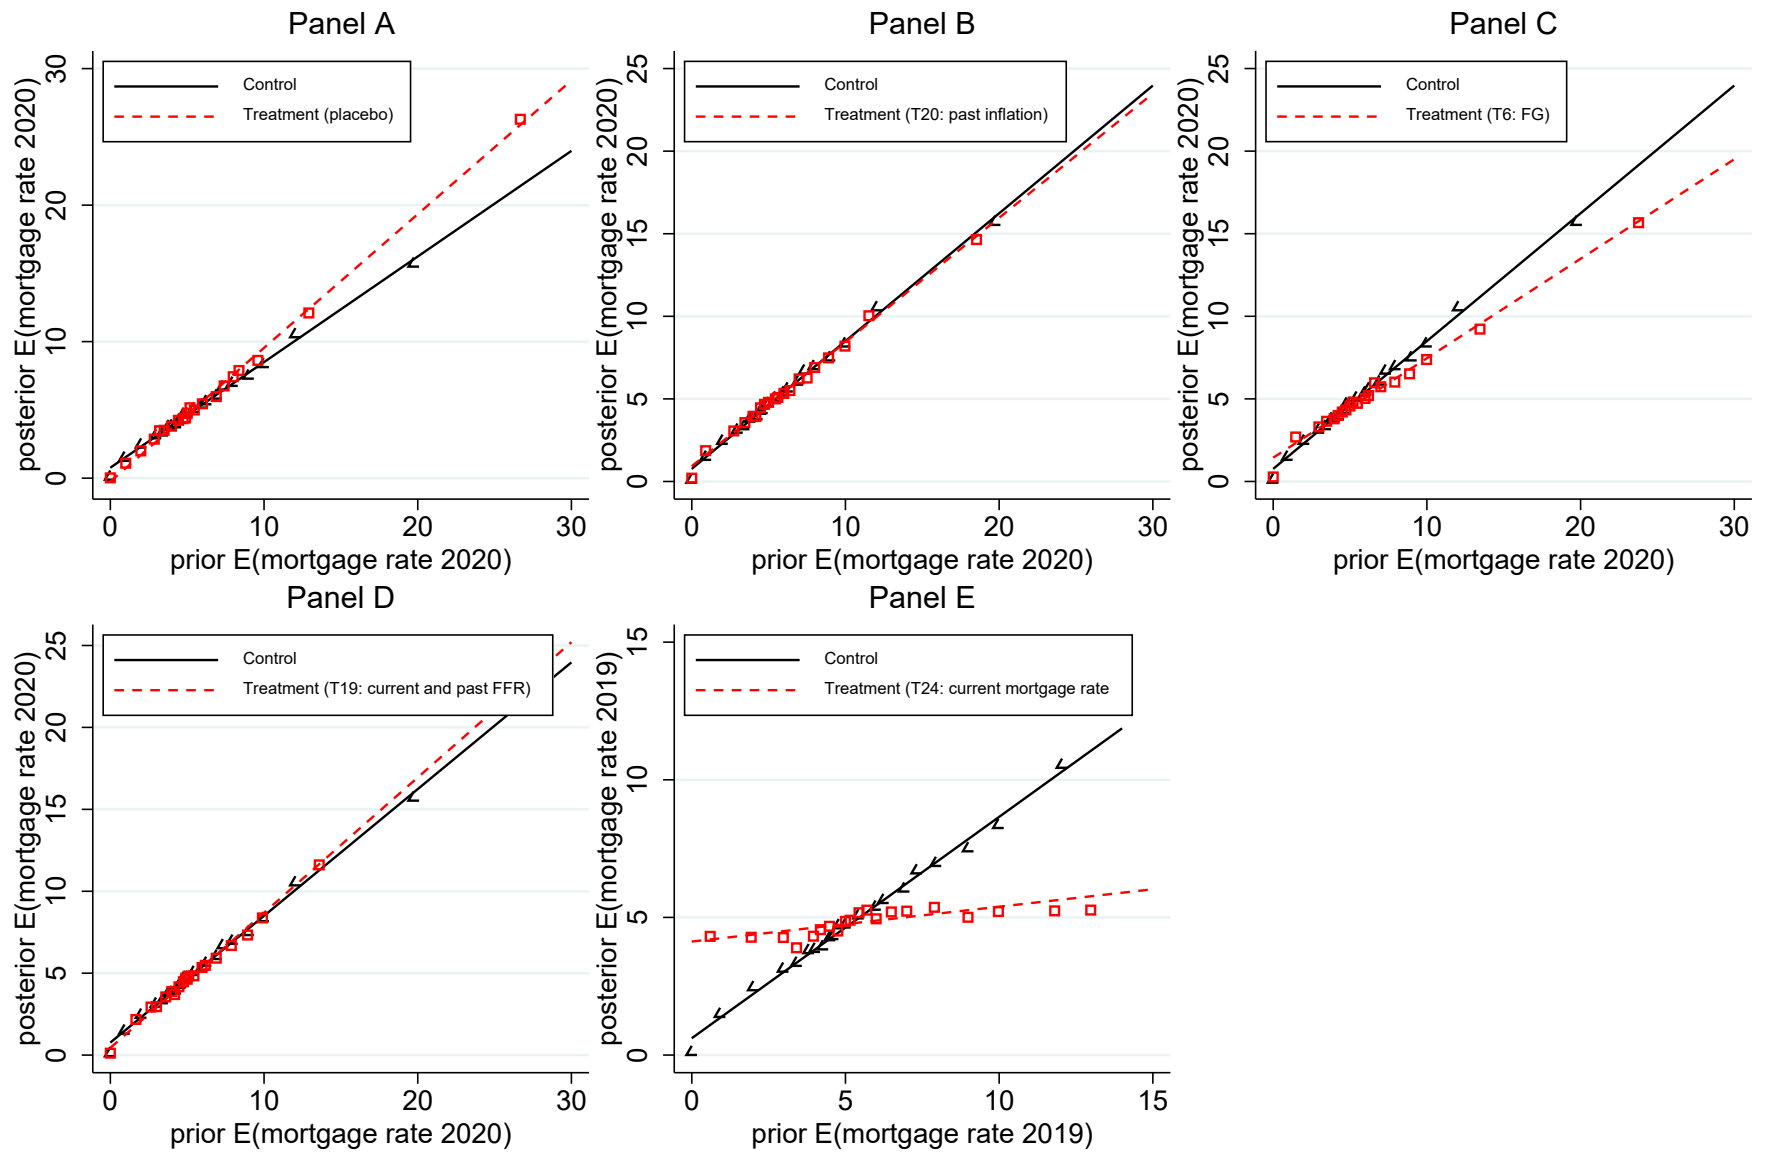 Panel A
Control
Treatment (placebo)
posterior E(mortgage rate 2020)
30
20
10
0
0 10 20 30
prior E(mortgage rate 2020)
Panel B
Control
Treatment (T20: past inflation)
posterior E(mortgage rate 2020)
25
20
15
10
5
0
0 10 20 30
prior E(mortgage rate 2020)
Panel C
Control
Treatment (T6: FG)
posterior E(mortgage rate 2020)
25
20
15
10
5
0
0 10 20 30
prior E(mortgage rate 2020)
Panel D
Control
Treatment (T19: current and past FFR)
posterior E(mortgage rate 2020)
25
20
15
10
5
0
0 10 20 30
prior E(mortgage rate 2020)
Panel E
Control
Treatment (T24: current mortgage rate
posterior E(mortgage rate 2019)
15
10
5
0
0 5 10 15
prior E(mortgage rate 2019)